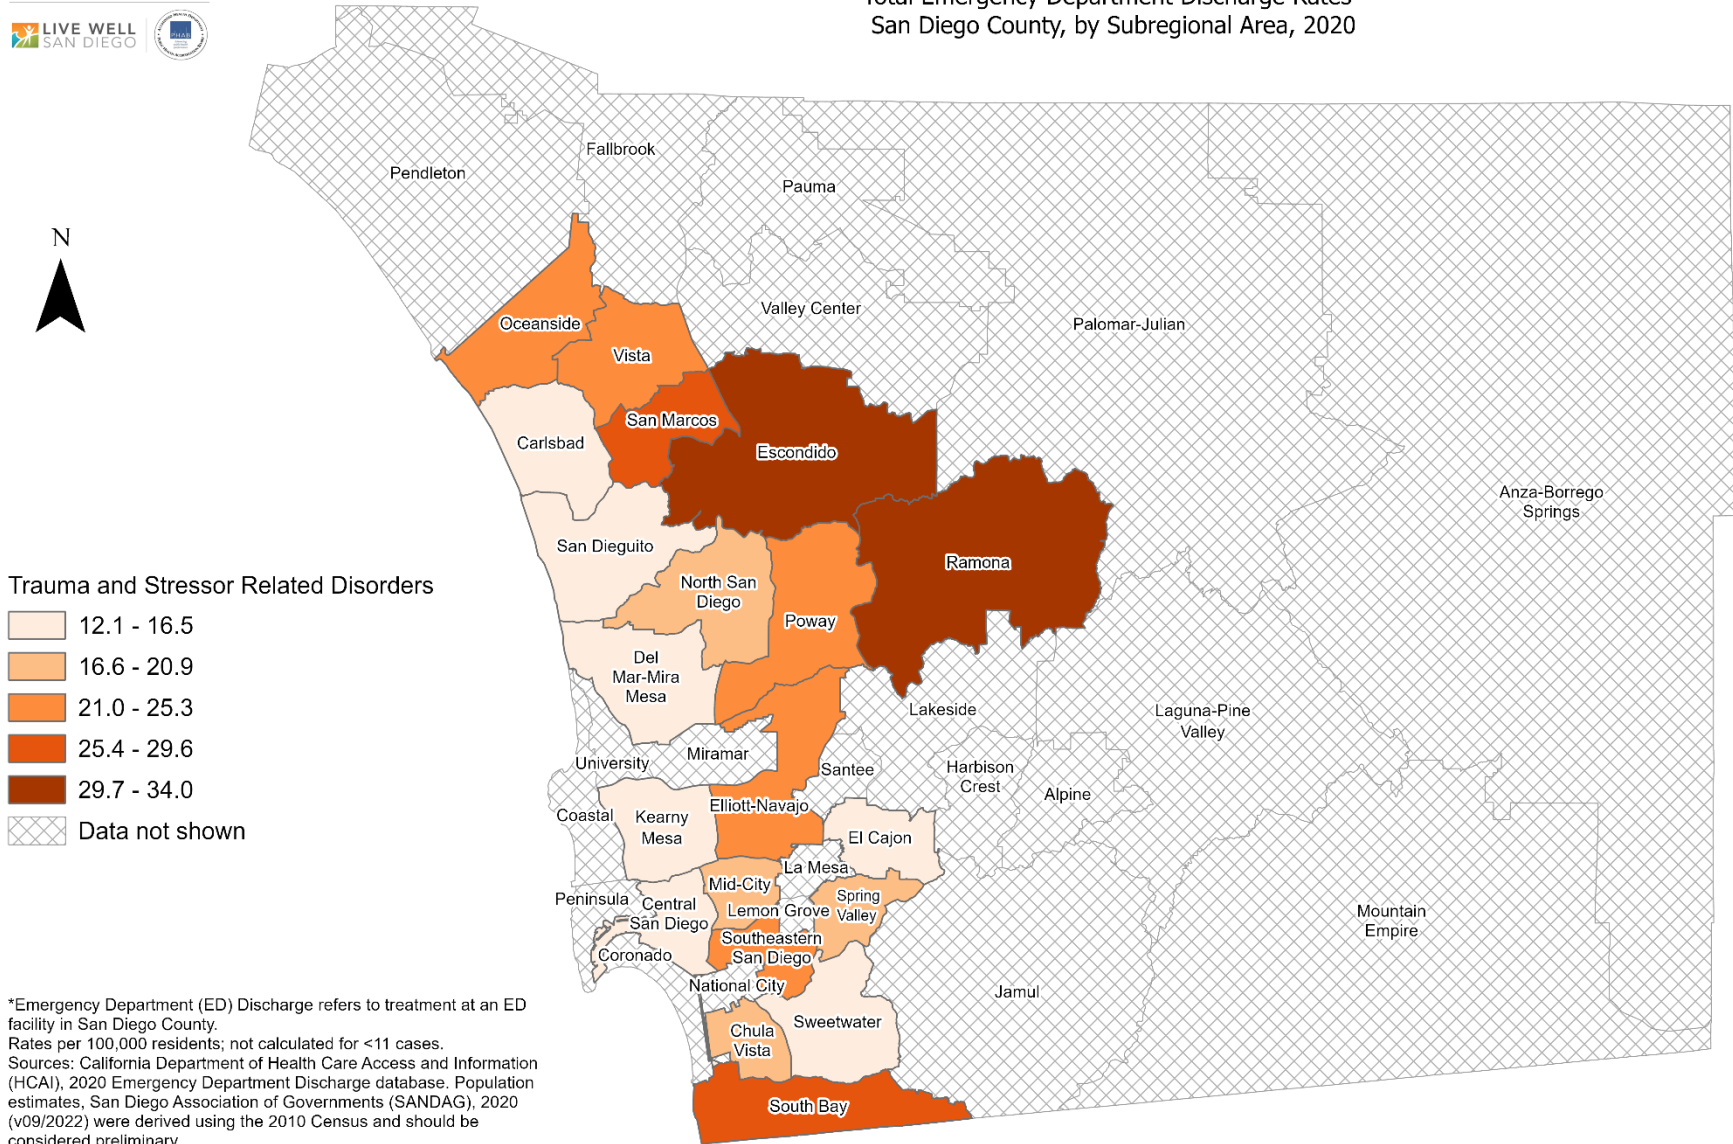 LIVE WELL
SAN DIEGO
PHAB
Total Emergency Department Discharge Rates
San Diego County, by Subregional Area, 2020
N
Fallbrook
Pendleton
Pauma
Valley Center
Oceanside
Palomar-Julian
Vista
San Marcos
Carlsbad
Escondido
Anza-Borrego
Springs
San Dieguito
Ramona
North San
Diego
Poway
Del
Mar-Mira
Mesa
Lakeside
Laguna-Pine
Valley
Miramar
University
Santee
Harbison
Crest
Alpine
Elliott-Navajo
Coastal
Kearny
Mesa
El Cajon
La Mesa
Mid-City
Peninsula
Central
San Diego
Lemon Grove
Spring
Valley
Mountain
Empire
Southeastern
San Diego
Coronado
National City
Jamul
Sweetwater
Chula
Vista
South Bay
Trauma and Stressor Related Disorders
12.1 - 16.5
16.6 - 20.9
21.0 - 25.3
25.4 - 29.6
29.7 - 34.0
Data not shown
*Emergency Department (ED) Discharge refers to treatment at an ED
facility in San Diego County.
Rates per 100,000 residents; not calculated for <11 cases.
Sources: California Department of Health Care Access and Information
(HCAI), 2020 Emergency Department Discharge database. Population
estimates, San Diego Association of Governments (SANDAG), 2020
(v09/2022) were derived using the 2010 Census and should be
considered preliminary.